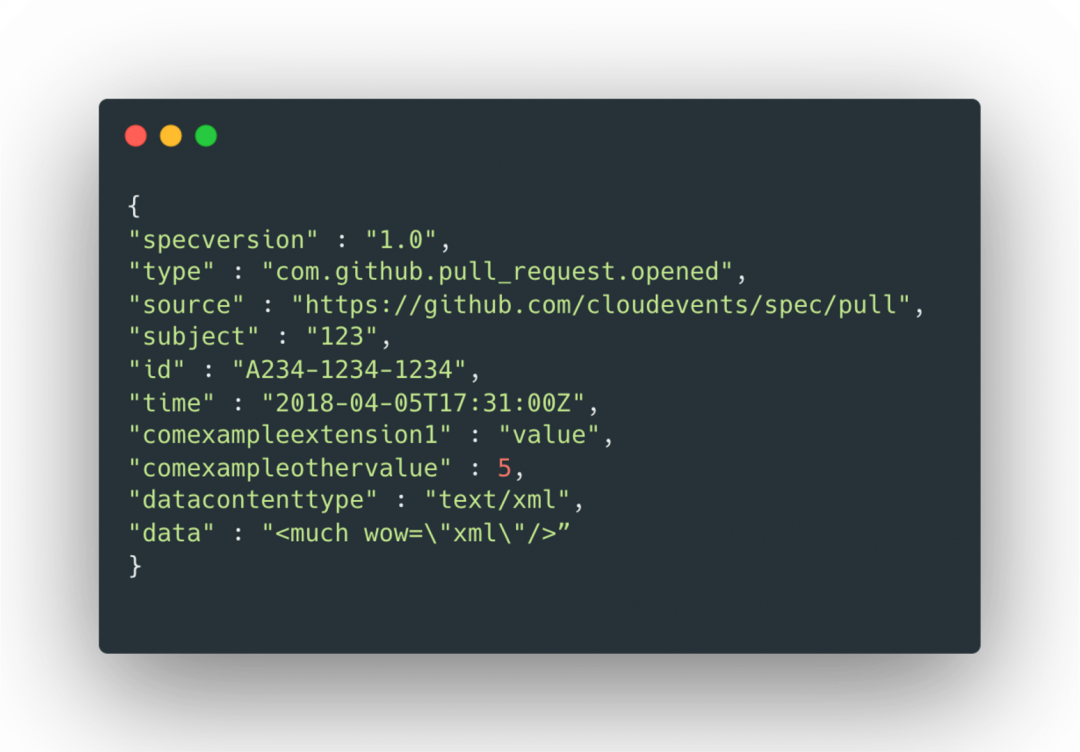 {
"specversion" : "1.0",
"type" : "com.github.pull_request.opened",
"source" : "https://github.com/cloudevents/spec/pull",
"subject" : "123",
"id" : "A234-1234-1234",
"time" : "2018-04-05T17:31:00Z",
"comexampleextension1" : "value",
"comexampleothervalue" : 5,
"datacontenttype" : "text/xml",
"data" : "<much wow=\"xml\"/>”
}